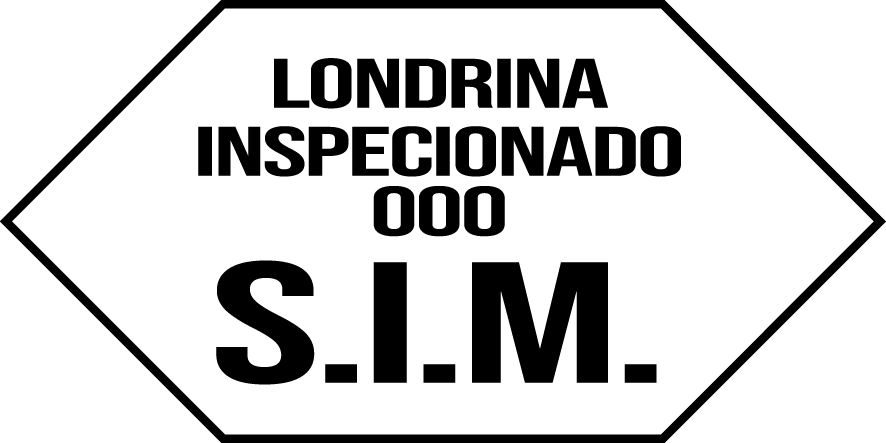 LONDRINA
INSPECIONADO
000
S.I.M.